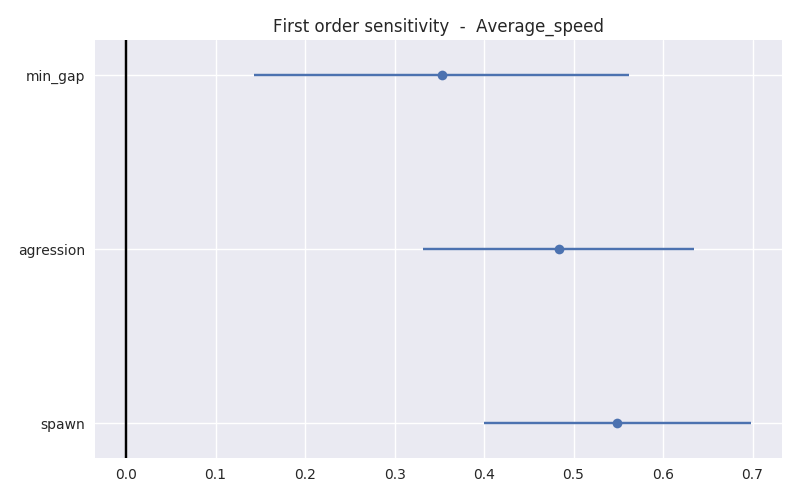 First order sensitivity - Average_speed
min_gap
agression
spawn
0.0 0.1 0.2 0.3 0.4 0.5 0.6 0.7